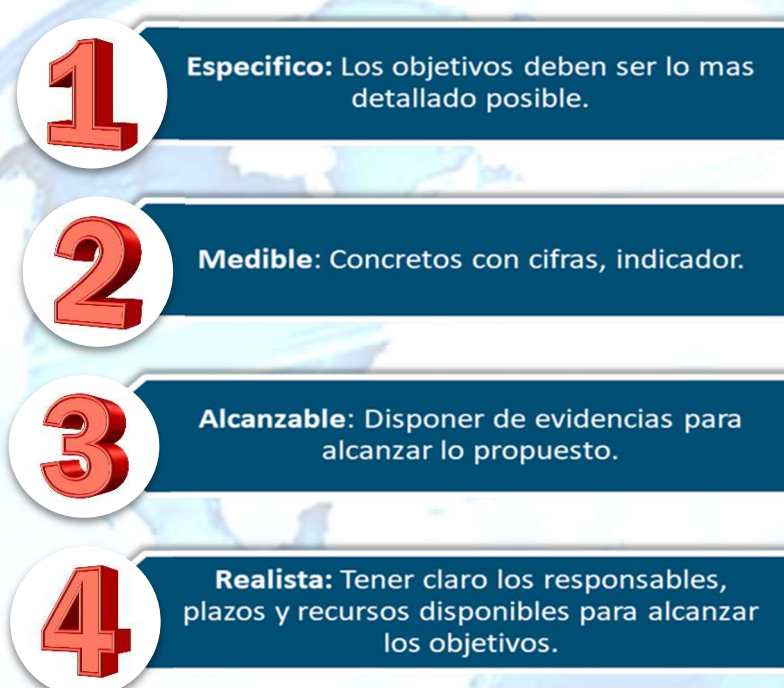 1
Especifico: Los objetivos deben ser lo mas
detallado posible.
2
Medible: Concretos con cifras, indicador.
3
Alcanzable: Disponer de evidencias para
alcanzar lo propuesto.
4
Realista: Tener claro los responsables,
plazos y recursos disponibles para alcanzar
los objetivos.